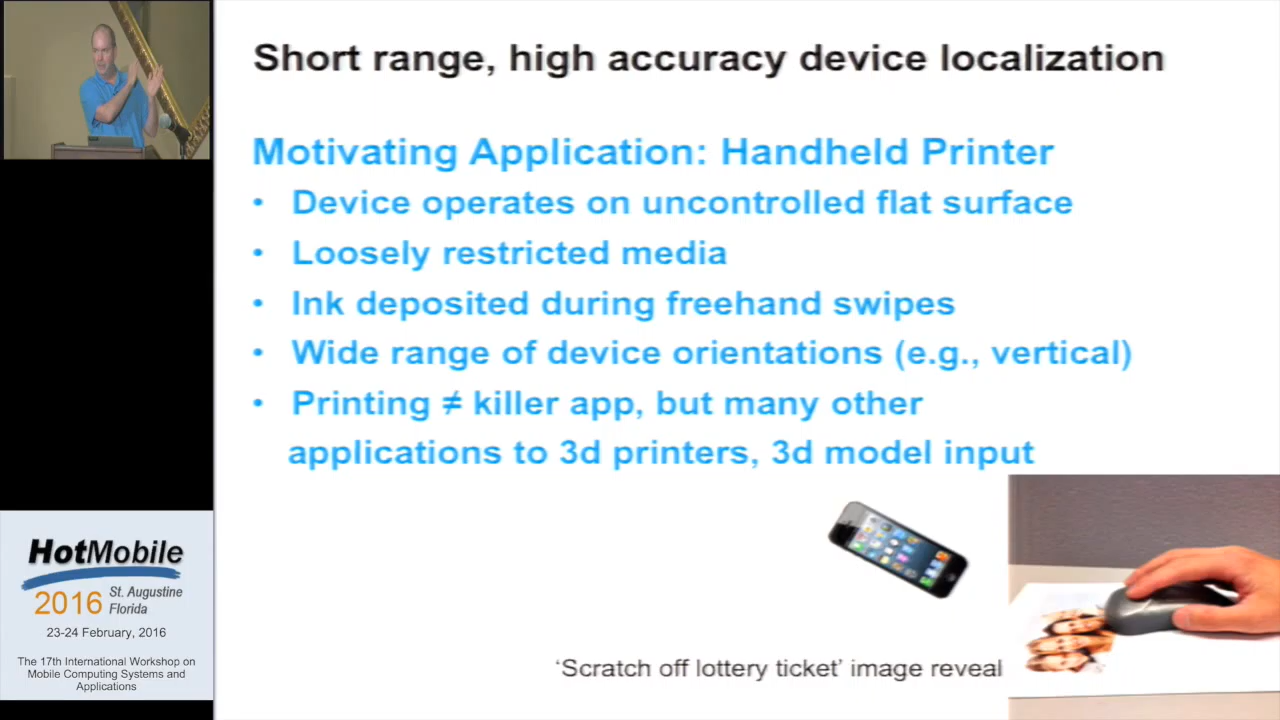 Short range, high accuracy device localization
Motivating Application: Handheld Printer
• Device operates on uncontrolled flat surface
• Loosely restricted media
• Ink deposited during freehand swipes
• Wide range of device orientations (e.g., vertical)
• Printing ≠ killer app, but many other
applications to 3d printers, 3d model input
‘Scratch off lottery ticket’ image reveal
HotMobile
2016 St. Augustine
Florida
23-24 February, 2016
The 17th International Workshop on
Mobile Computing Systems and
Applications